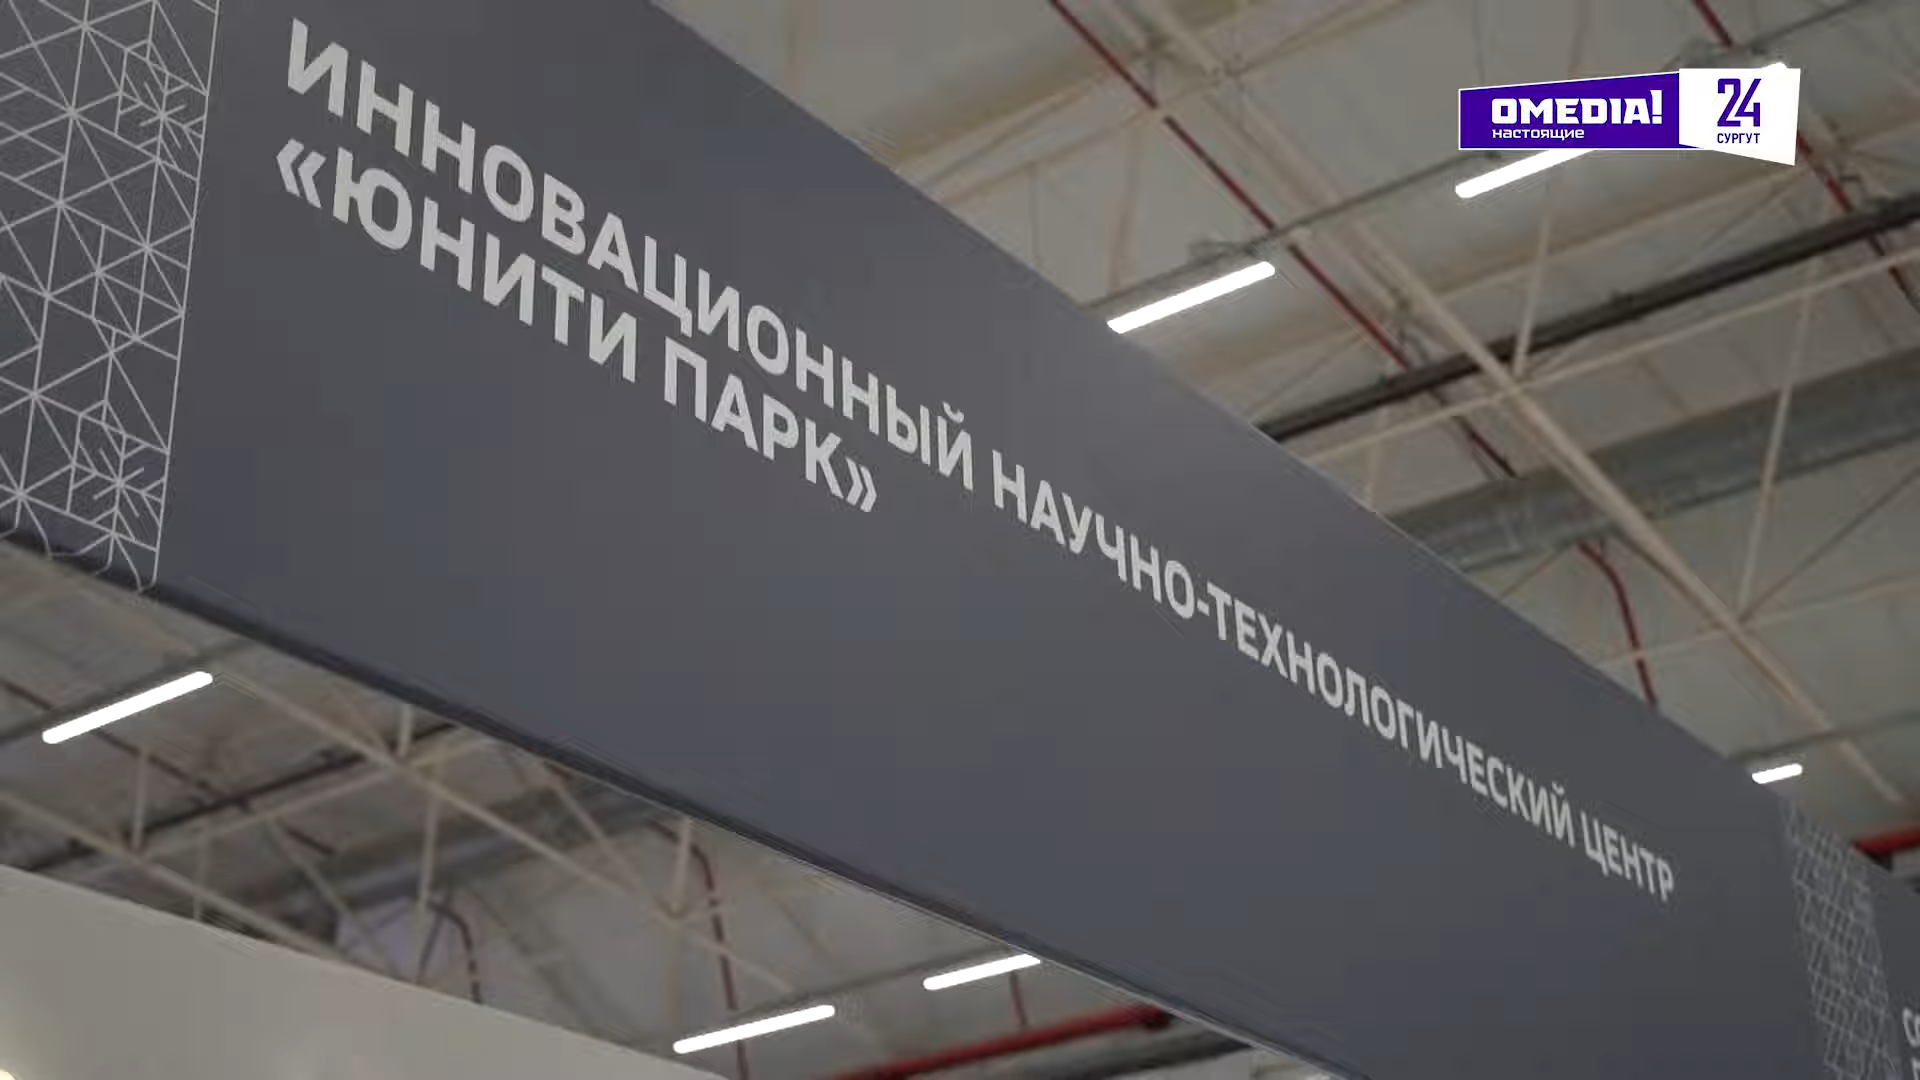 ИННОВАЦИОННЫЙ НАУЧНО-ТЕХНОЛОГИЧЕСКИЙ ЦЕНТР
«ЮНИТИ ПАРК»
OMEDIA!
настоящие
24
СУРГУТ